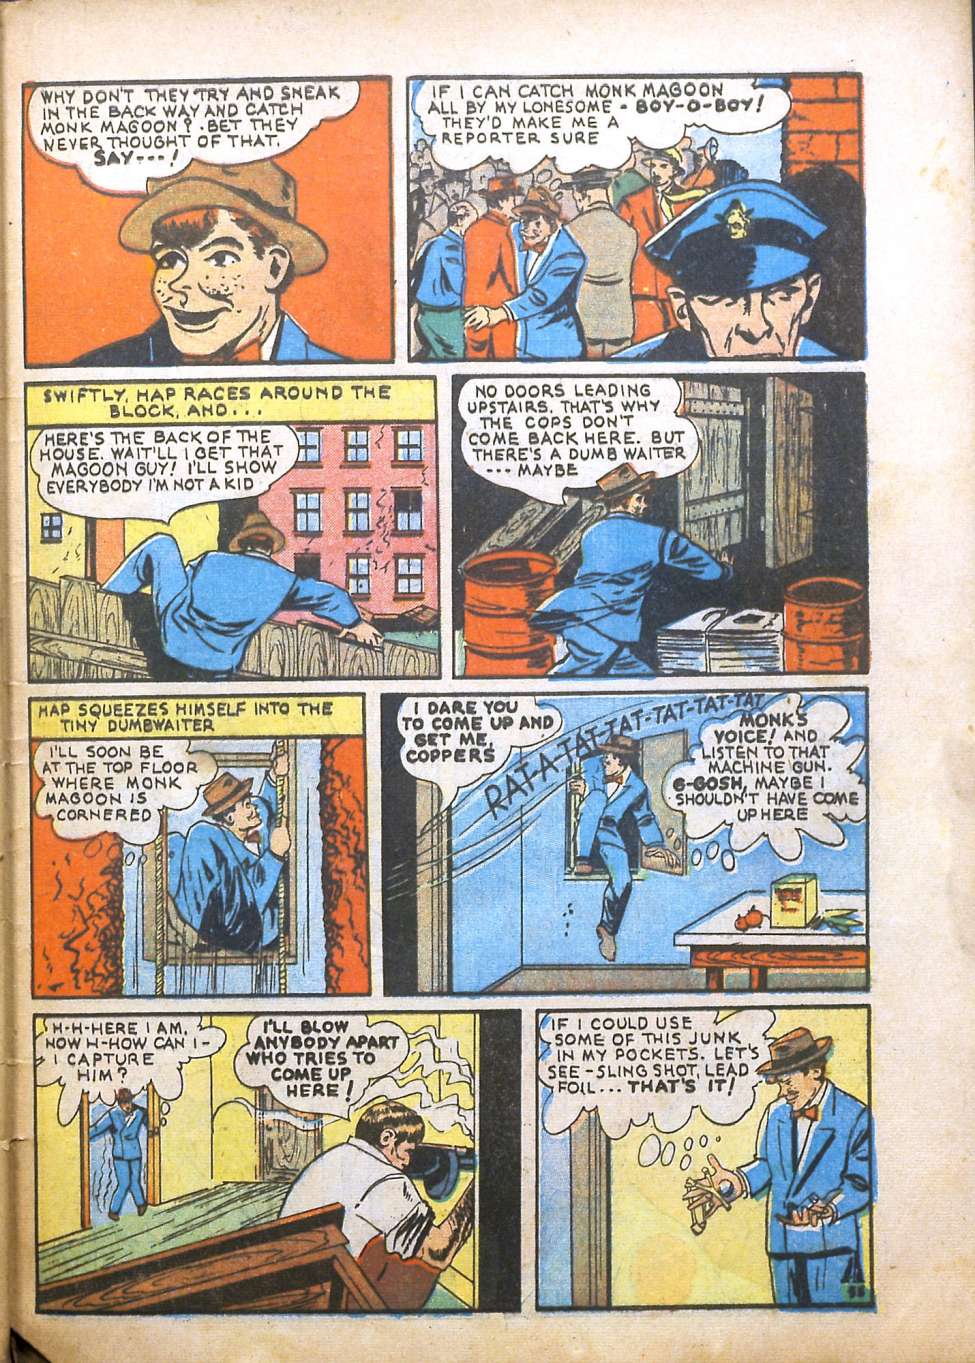 WHY DON'T THEY TRY AND SNEAK
IN THE BACK WAY AND CATCH
MONK MAGOON? BET THEY
NEVER THOUGHT OF THAT.
SAY---!
IF I CAN CATCH MONK MAGOON
ALL BY MY LONESOME - BOY-O-BOY!
THEY'D MAKE ME A
REPORTER SURE
SWIFTLY, HAP RACES AROUND THE
BLOCK, AND...
HERE'S THE BACK OF THE
HOUSE. WAIT'LL I GET THAT
MAGOON GUY! I'LL SHOW
EVERYBODY I'M NOT A KID
NO DOORS LEADING
UPSTAIRS. THAT'S WHY
THE COPS DON'T
COME BACK HERE. BUT
THERE'S A DUMB WAITER
--- MAYBE
HAP SQUEEZES HIMSELF INTO THE
TINY DUMBWAITER
I'LL SOON BE
AT THE TOP FLOOR
WHERE MONK
MAGOON IS
CORNERED
I DARE YOU
TO COME UP AND
GET ME,
COPPERS
RAT-A-TAT-TAT-TAT-TAT-TAT
MONK'S
VOICE! AND
LISTEN TO THAT
MACHINE GUN.
G-GOSH, MAYBE I
SHOULDN'T HAVE COME
UP HERE
H-H-HERE I AM,
NOW H-HOW CAN I-
I CAPTURE
HIM?
I'LL BLOW
ANYBODY APART
WHO TRIES TO
COME UP
HERE!
IF I COULD USE
SOME OF THIS JUNK
IN MY POCKETS. LET'S
SEE - SLING SHOT, LEAD
FOIL... THAT'S IT!